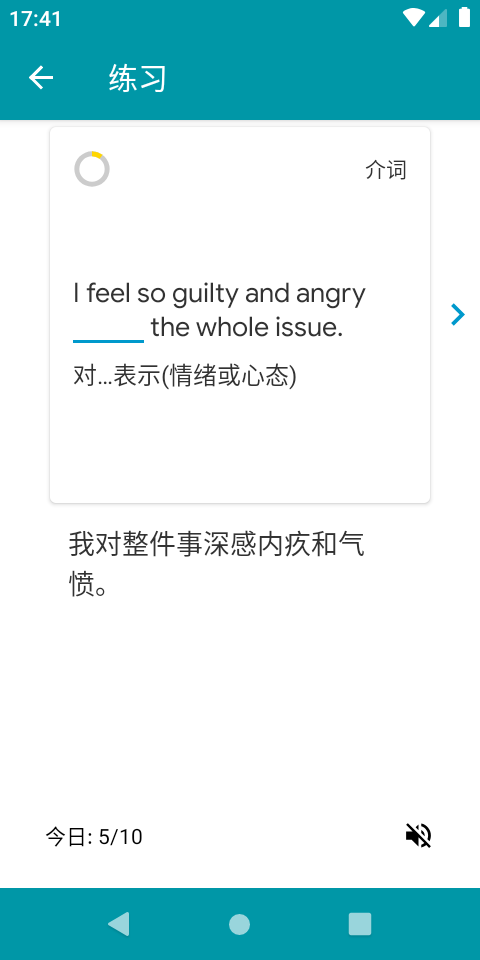 17:41
练习
介词
I feel so guilty and angry
the whole issue.
对...表示(情绪或心态)
我对整件事深感内疚和气
愤。
今日: 5/10